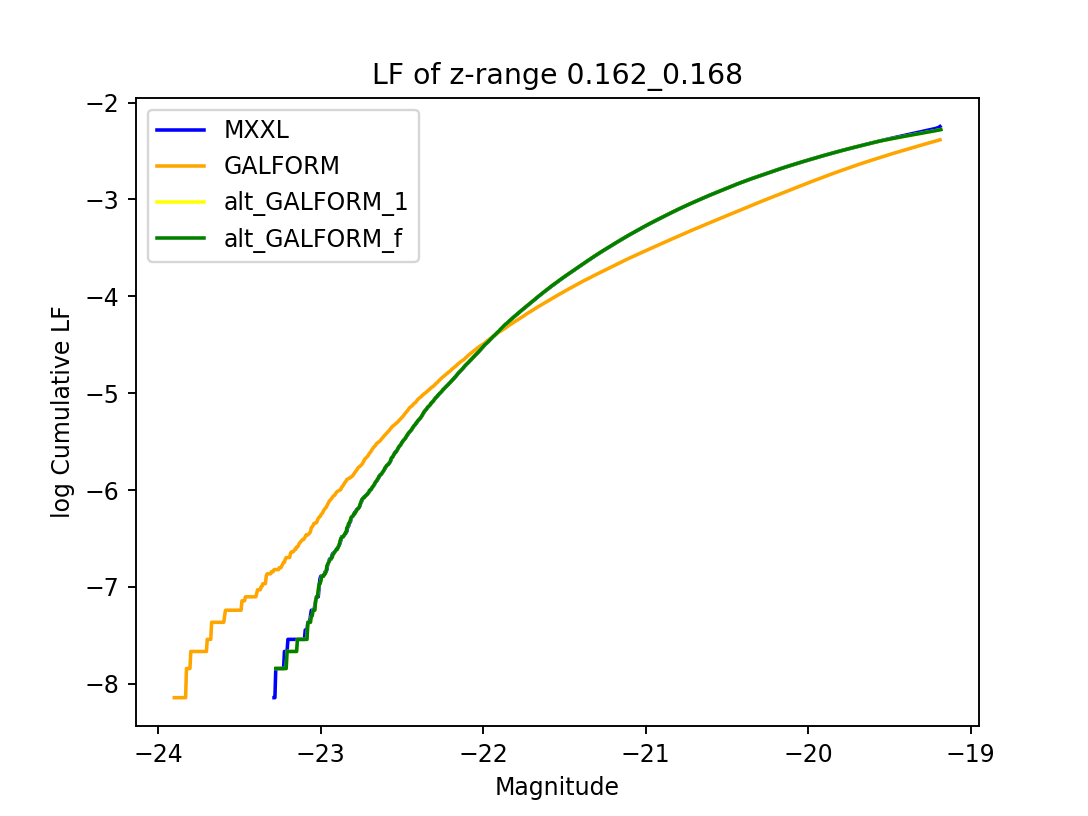 LF of z-range 0.162_0.168
MXXL
GALFORM
alt_GALFORM_1
alt_GALFORM_f
log Cumulative LF
−2
−3
−4
−5
−6
−7
−8
−24
−23
−22
−21
−20
−19
Magnitude